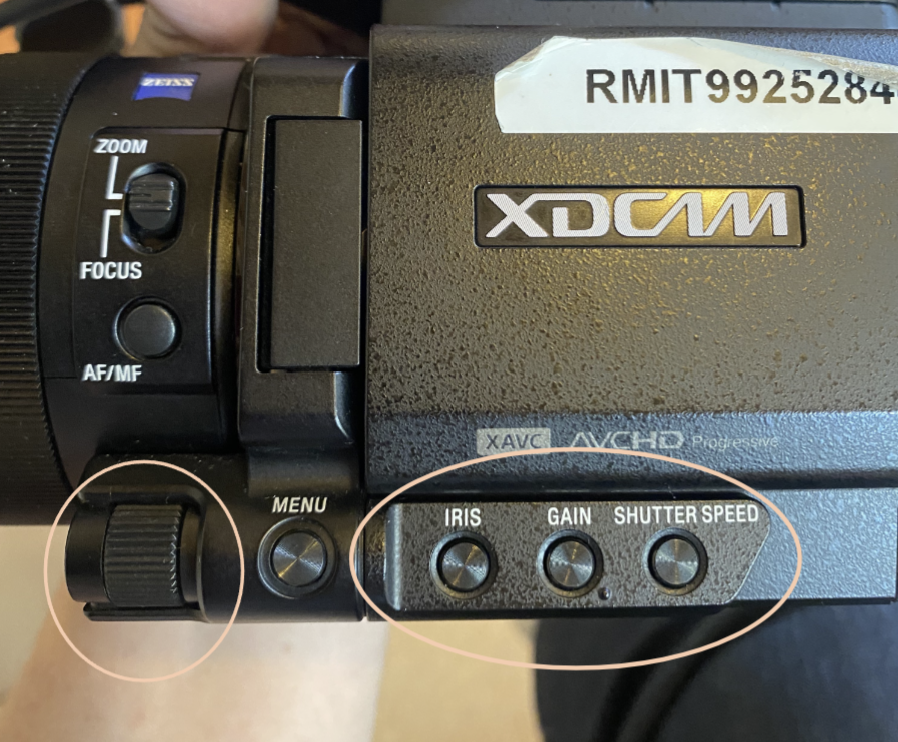 ZEISS
RMIT9925284
XDCAM
ZOOM
FOCUS
AF/MF
XAVC AVCHD Progressive
MENU
IRIS GAIN SHUTTER SPEED